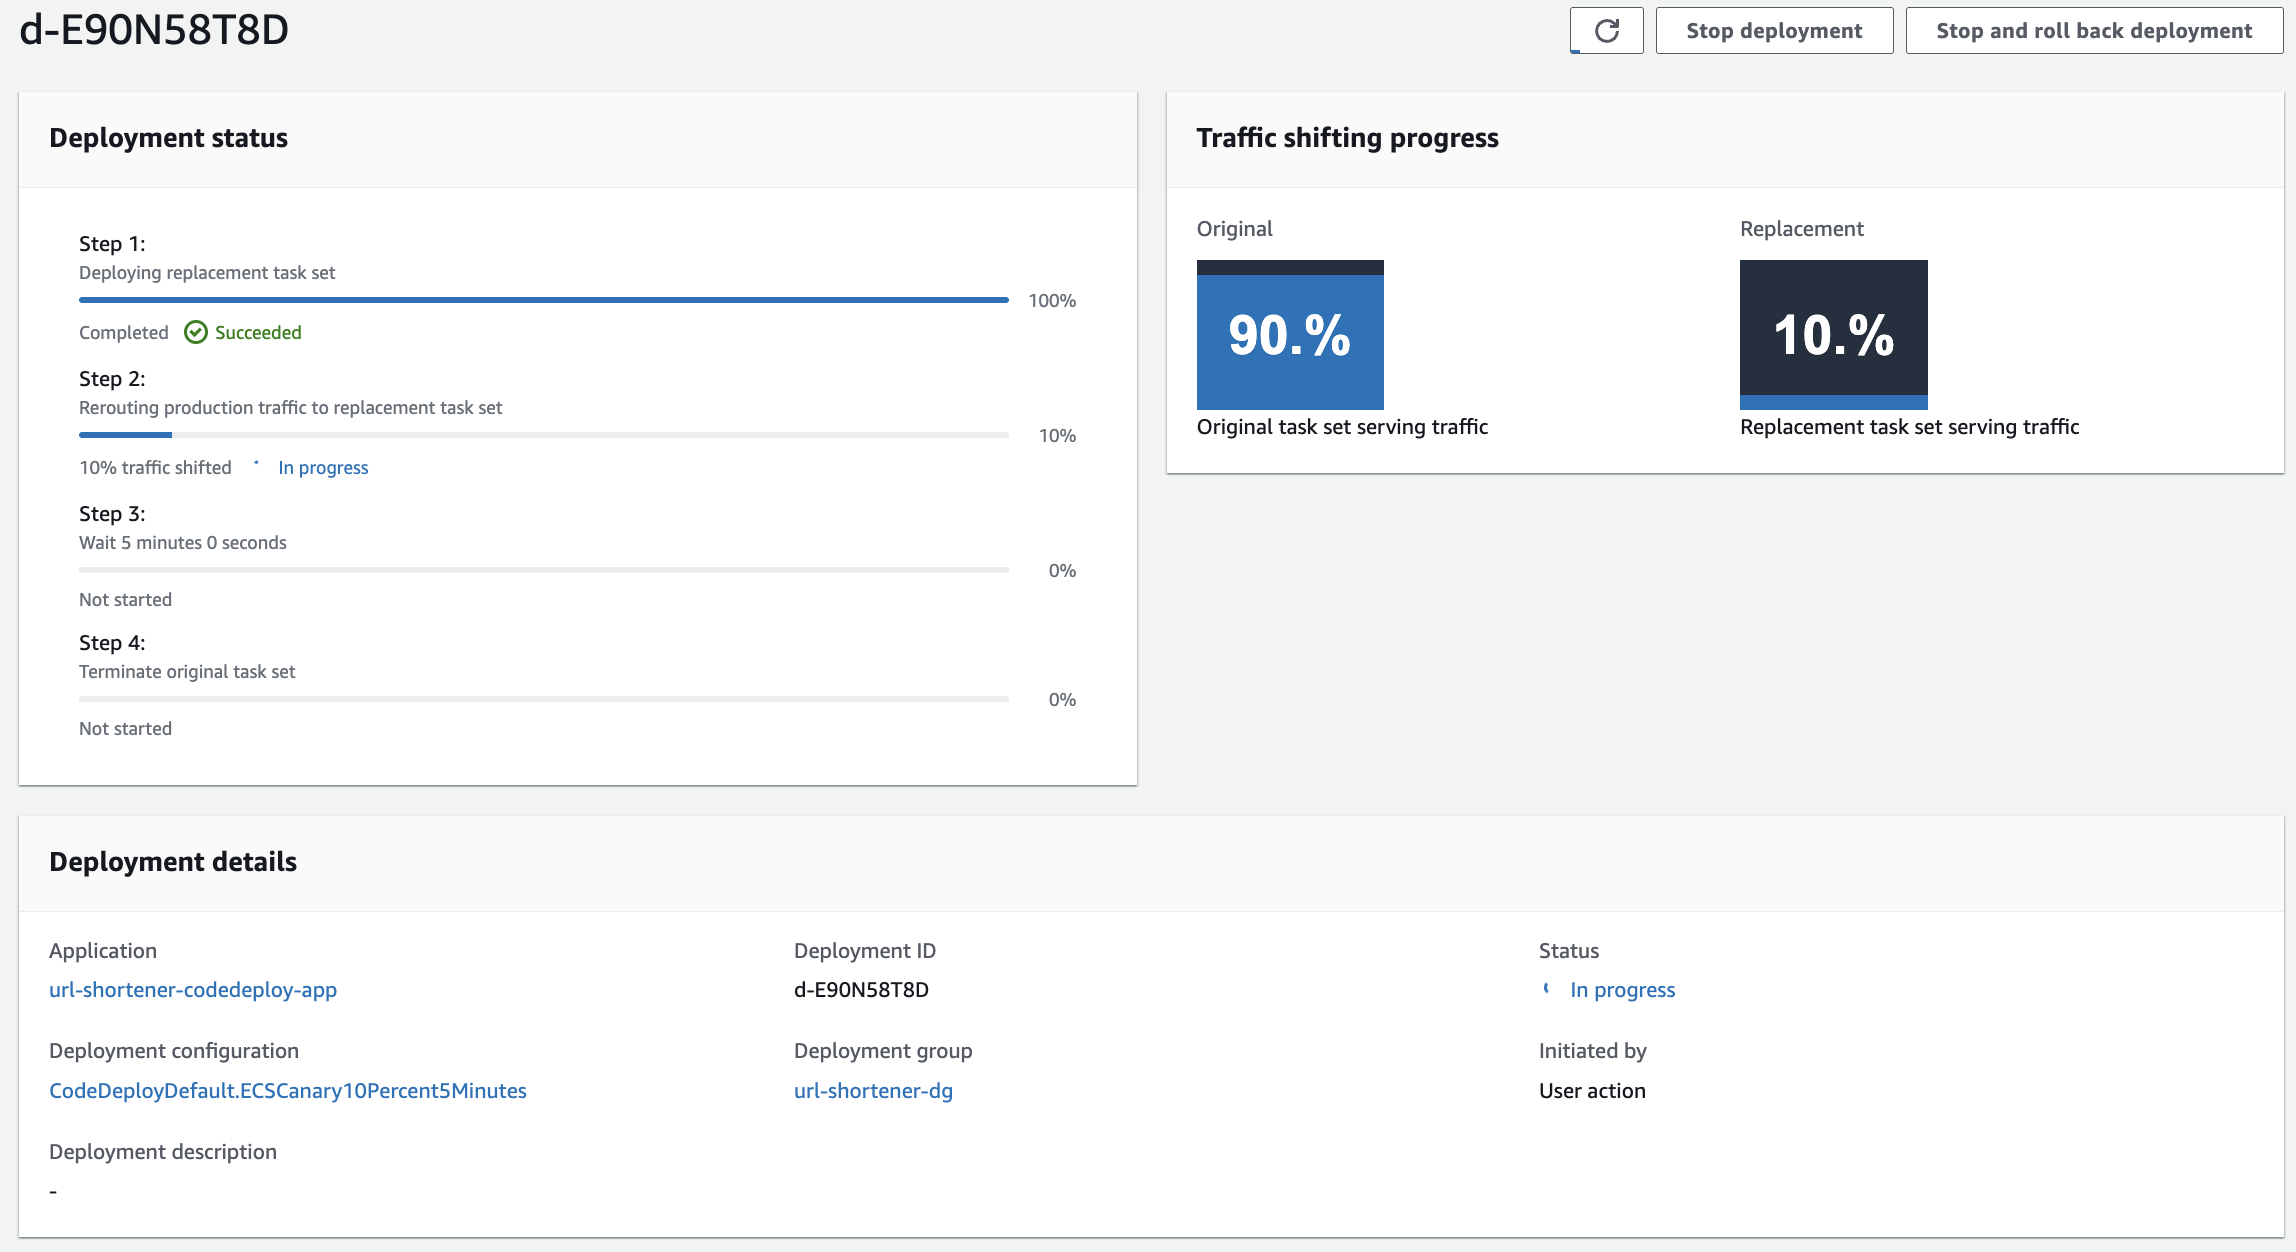 d-E90N58T8D
Stop deployment
Stop and roll back deployment
Deployment status
Step 1:
Deploying replacement task set
100%
Completed Succeeded
Step 2:
Rerouting production traffic to replacement task set
10%
10% traffic shifted In progress
Step 3:
Wait 5 minutes 0 seconds
0%
Not started
Step 4:
Terminate original task set
0%
Not started
Traffic shifting progress
Original
90.%
Original task set serving traffic
Replacement
10.%
Replacement task set serving traffic
Deployment details
Application
url-shortener-codedeploy-app
Deployment ID
d-E90N58T8D
Status
In progress
Deployment configuration
CodeDeployDefault.ECSCanary10Percent5Minutes
Deployment group
url-shortener-dg
Initiated by
User action
Deployment description
-